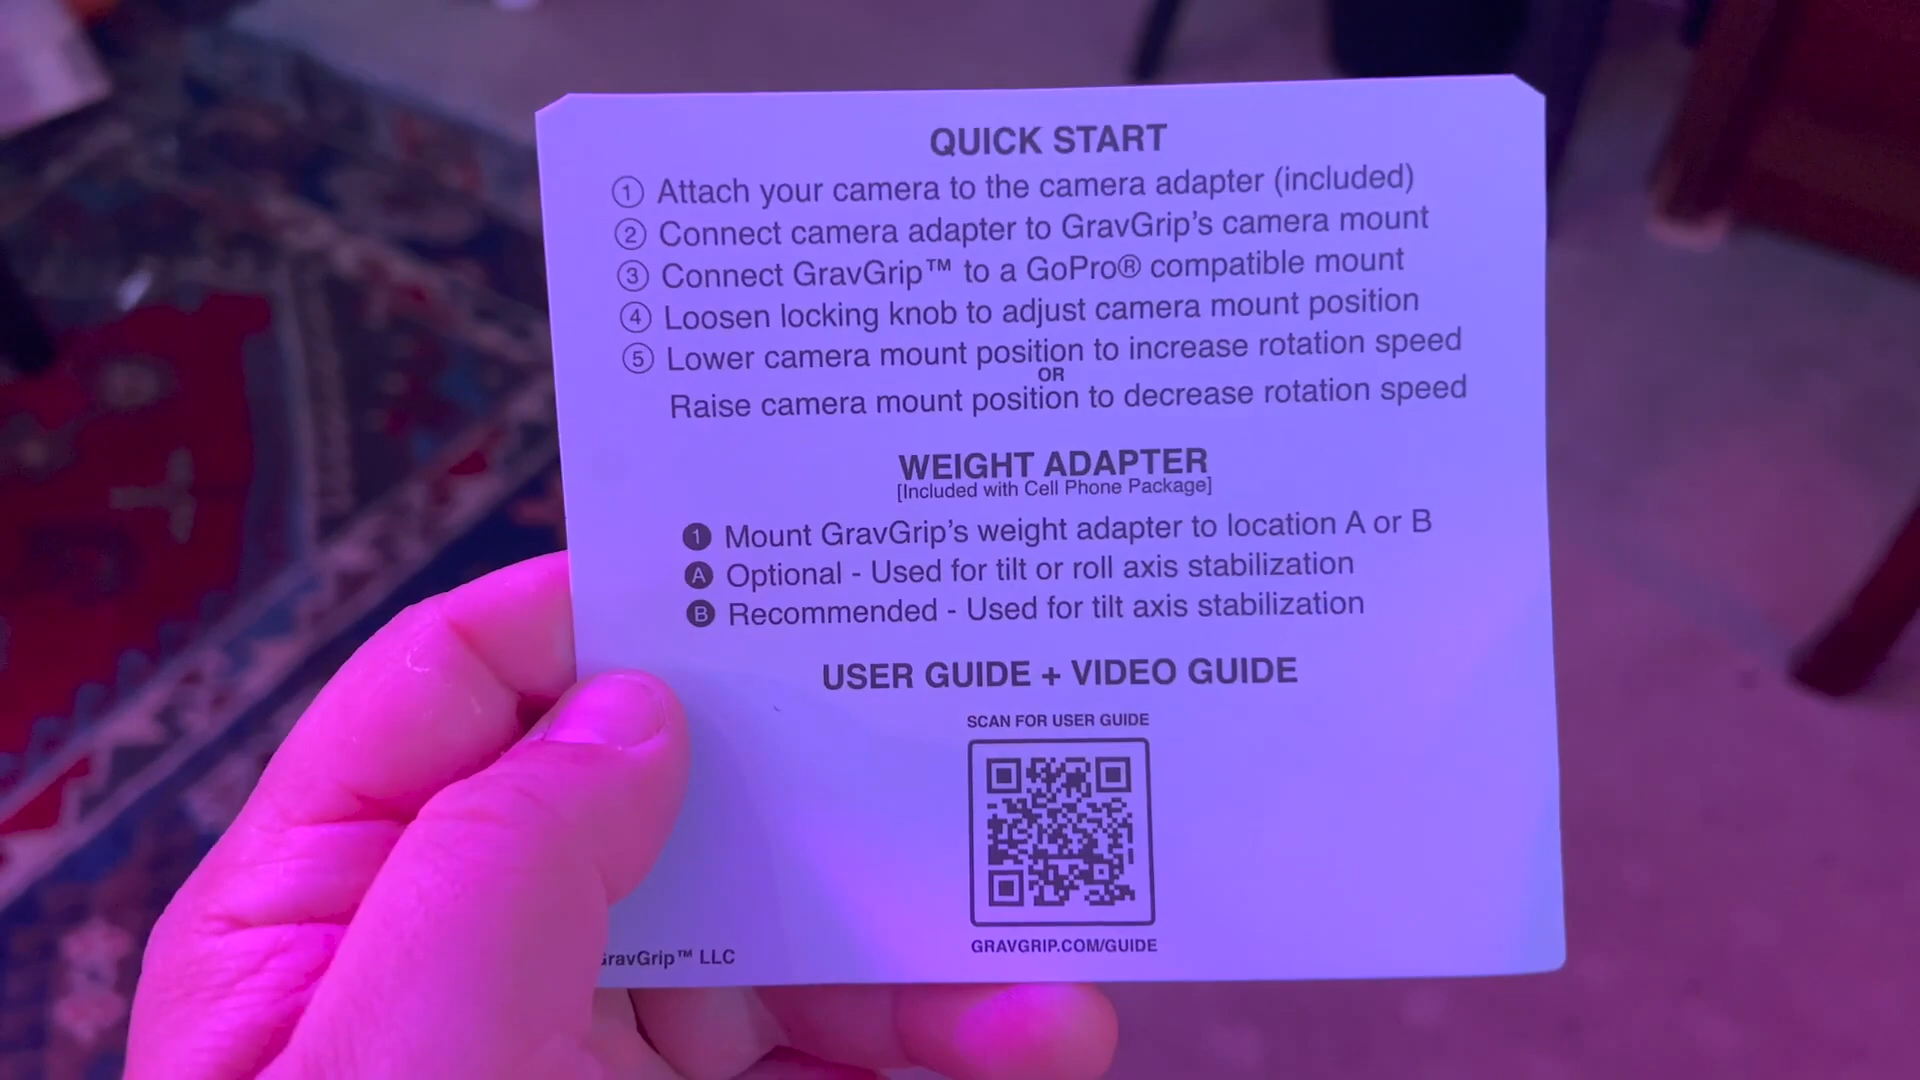 QUICK START
① Attach your camera to the camera adapter (included)
② Connect camera adapter to GravGrip’s camera mount
③ Connect GravGrip™ to a GoPro® compatible mount
④ Loosen locking knob to adjust camera mount position
⑤ Lower camera mount position to increase rotation speed
OR
Raise camera mount position to decrease rotation speed
WEIGHT ADAPTER
[Included with Cell Phone Package]
❶ Mount GravGrip’s weight adapter to location A or B
🅐 Optional - Used for tilt or roll axis stabilization
🅑 Recommended - Used for tilt axis stabilization
USER GUIDE + VIDEO GUIDE
SCAN FOR USER GUIDE
GRAVGRIP.COM/GUIDE
GravGrip™ LLC